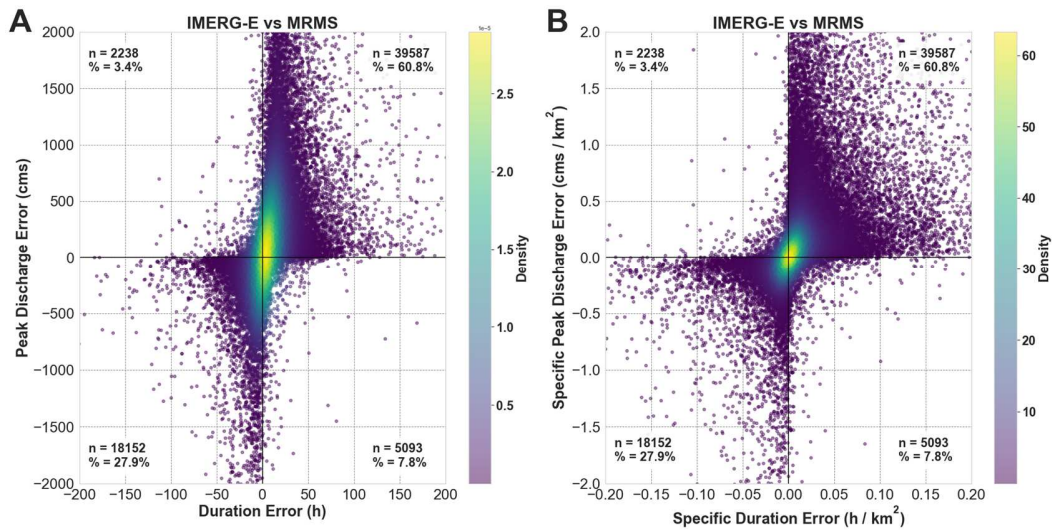 A
IMERG-E vs MRMS
1e−5
n = 2238
% = 3.4%
n = 39587
% = 60.8%
n = 18152
% = 27.9%
n = 5093
% = 7.8%
2000
1500
1000
500
0
−500
−1000
−1500
−2000
Peak Discharge Error (cms)
−200 −150 −100 −50 0 50 100 150 200
Duration Error (h)
2.5
2.0
1.5
1.0
0.5
Density
B
IMERG-E vs MRMS
n = 2238
% = 3.4%
n = 39587
% = 60.8%
n = 18152
% = 27.9%
n = 5093
% = 7.8%
2.0
1.5
1.0
0.5
0.0
−0.5
−1.0
−1.5
−2.0
Specific Peak Discharge Error (cms / km²)
−0.20 −0.15 −0.10 −0.05 0.00 0.05 0.10 0.15 0.20
Specific Duration Error (h / km²)
60
50
40
30
20
10
Density